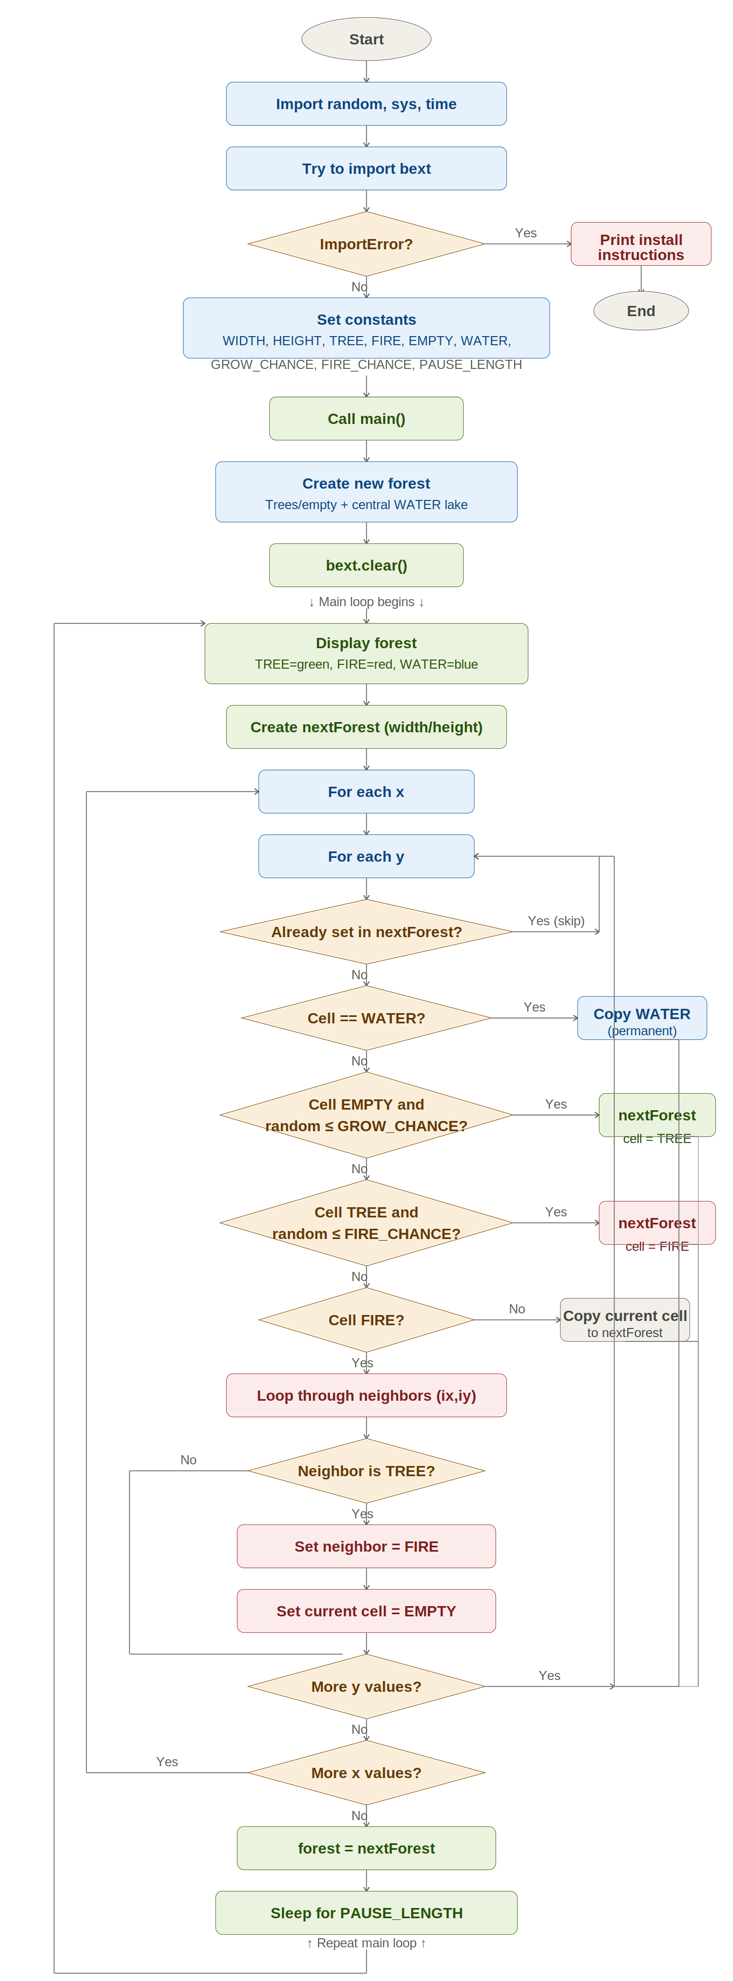 Start
Import random, sys, time
Try to import bext
ImportError?
Yes
Print install
instructions
End
No
Set constants
WIDTH, HEIGHT, TREE, FIRE, EMPTY, WATER,
GROW_CHANCE, FIRE_CHANCE, PAUSE_LENGTH
Call main()
Create new forest
Trees/empty + central WATER lake
bext.clear()
↓ Main loop begins ↓
Display forest
TREE=green, FIRE=red, WATER=blue
Create nextForest (width/height)
For each x
For each y
Already set in nextForest?
Yes (skip)
No
Cell == WATER?
Yes
Copy WATER
(permanent)
No
Cell EMPTY and
random ≤ GROW_CHANCE?
Yes
nextForest
cell = TREE
No
Cell TREE and
random ≤ FIRE_CHANCE?
Yes
nextForest
cell = FIRE
No
Cell FIRE?
No
Copy current cell
to nextForest
Yes
Loop through neighbors (ix,iy)
Neighbor is TREE?
No
Yes
Set neighbor = FIRE
Set current cell = EMPTY
More y values?
Yes
No
More x values?
Yes
No
forest = nextForest
Sleep for PAUSE_LENGTH
↑ Repeat main loop ↑